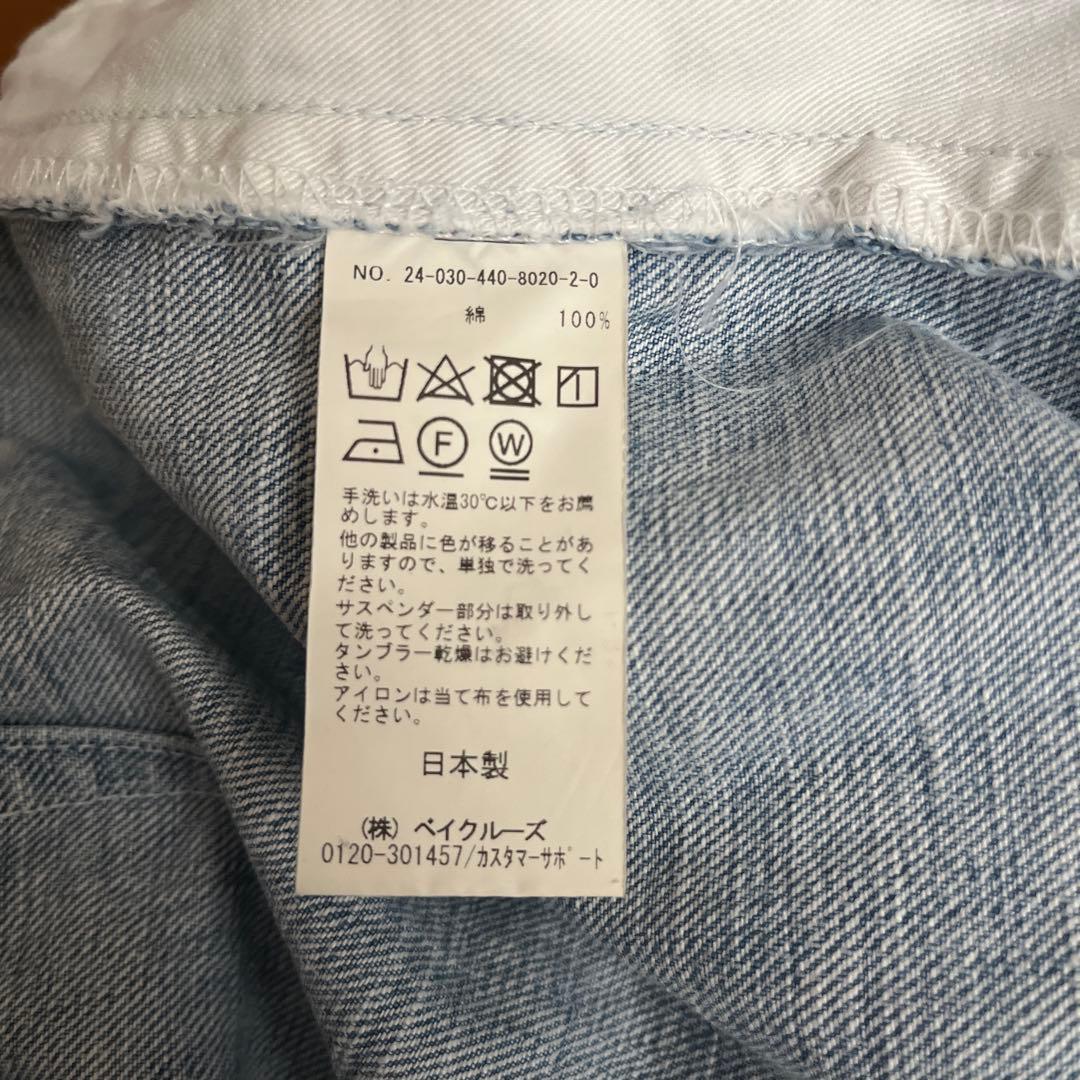 NO. 24-030-440-8020-2-0
綿 100%
F W
手洗いは水温30℃以下をお薦
めします。
他の製品に色が移ることがあ
りますので、単独で洗ってく
ださい。
サスペンダー部分は取り外し
て洗ってください。
タンブラー乾燥はお避けくだ
さい。
アイロンは当て布を使用して
ください。
日本製
(株) ベイクルーズ
0120-301457/ｶｽﾀﾏｰｻﾎﾟｰﾄ